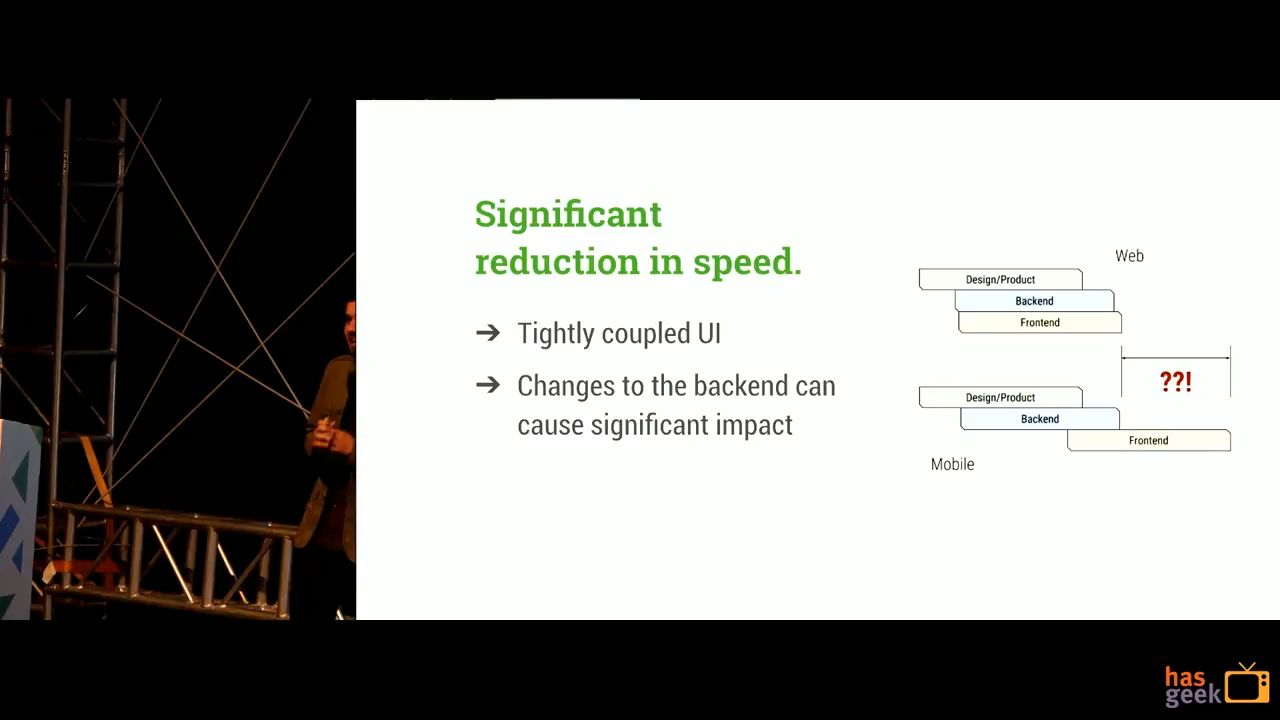 Significant
reduction in speed.
➔ Tightly coupled UI
➔ Changes to the backend can
cause significant impact
Web
Design/Product
Backend
Frontend
??!
Design/Product
Backend
Frontend
Mobile
has
geek